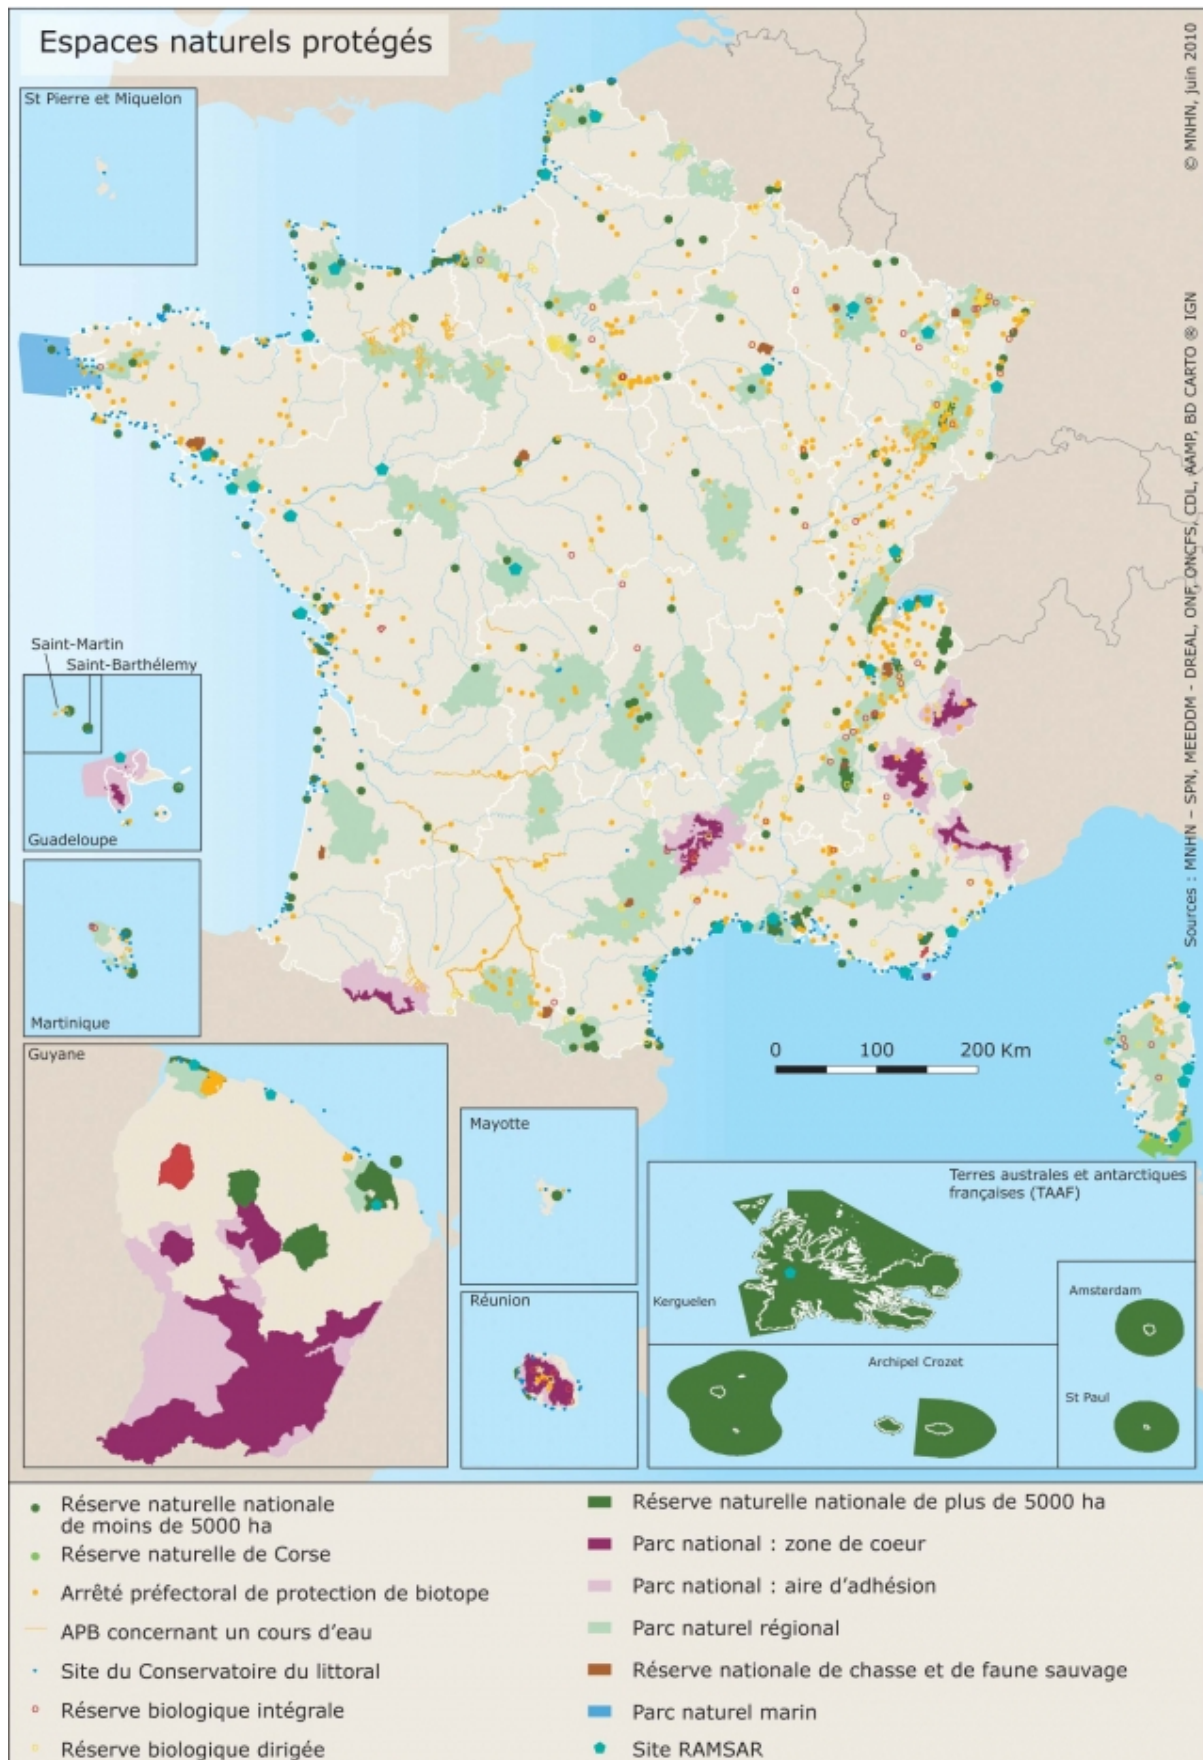 Espaces naturels protégés
© MNHN, juin 2010
Sources : MNHN – SPN, MEEDDM - DREAL, ONF, ONCFS, CDL, AAMP, BD CARTO ® IGN
St Pierre et Miquelon
Saint-Martin
Saint-Barthélemy
Guadeloupe
Martinique
Guyane
0 100 200 Km
Mayotte
Réunion
Terres australes et antarctiques
françaises (TAAF)
Kerguelen
Amsterdam
Archipel Crozet
St Paul
Réserve naturelle nationale
de moins de 5000 ha
Réserve naturelle de Corse
Arrêté préfectoral de protection de biotope
APB concernant un cours d'eau
Site du Conservatoire du littoral
Réserve biologique intégrale
Réserve biologique dirigée
Réserve naturelle nationale de plus de 5000 ha
Parc national : zone de coeur
Parc national : aire d'adhésion
Parc naturel régional
Réserve nationale de chasse et de faune sauvage
Parc naturel marin
Site RAMSAR